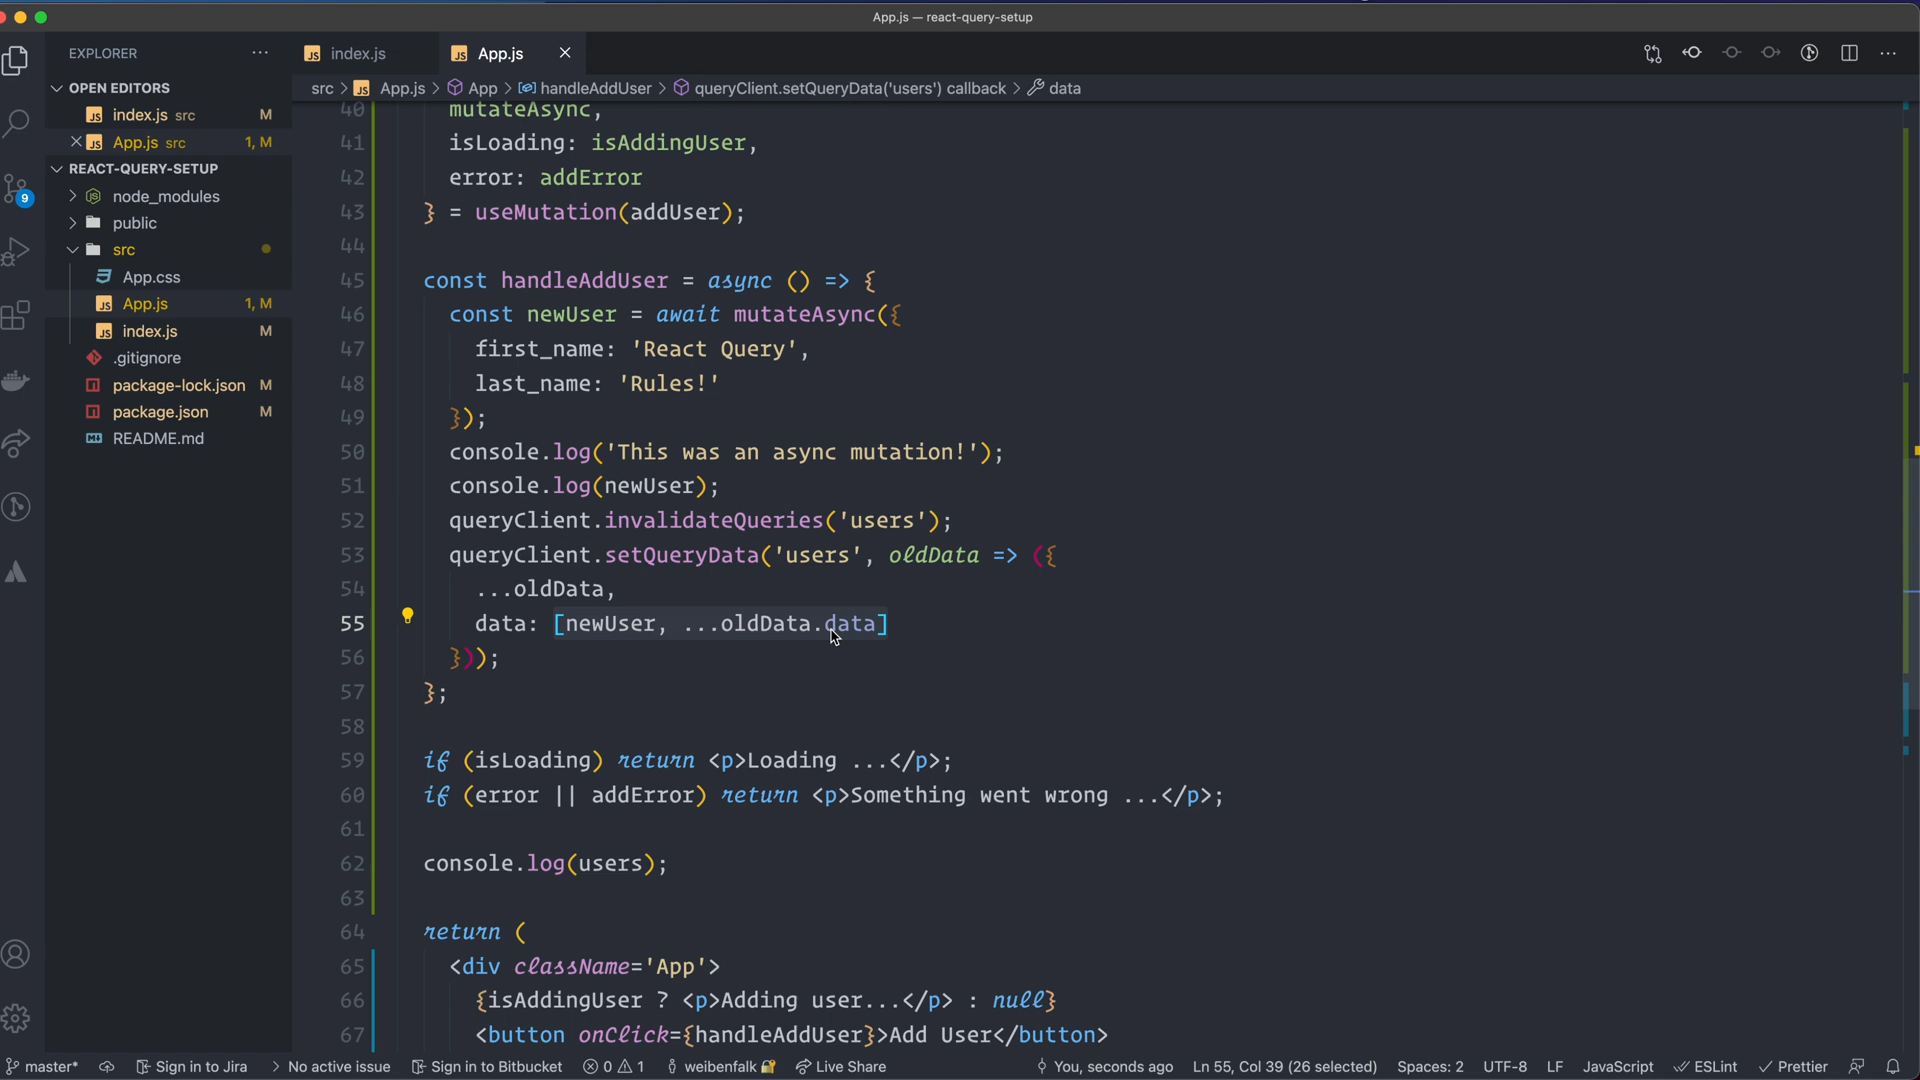 App.js — react-query-setup
EXPLORER
index.js
App.js
OPEN EDITORS
src > App.js > App > handleAddUser > queryClient.setQueryData('users') callback > data
index.js src M
App.js src 1, M
REACT-QUERY-SETUP
node_modules
public
src
App.css
App.js 1, M
index.js M
.gitignore
package-lock.json M
package.json M
README.md
9
40 mutateAsync,
41 isLoading: isAddingUser,
42 error: addError
43 } = useMutation(addUser);
44
45 const handleAddUser = async () => {
46 const newUser = await mutateAsync({
47 first_name: 'React Query',
48 last_name: 'Rules!'
49 });
50 console.log('This was an async mutation!');
51 console.log(newUser);
52 queryClient.invalidateQueries('users');
53 queryClient.setQueryData('users', oldData => ({
54 ...oldData,
55 data: [newUser, ...oldData.data]
56 }));
57 };
58
59 if (isLoading) return <p>Loading ...</p>;
60 if (error || addError) return <p>Something went wrong ...</p>;
61
62 console.log(users);
63
64 return (
65 <div className='App'>
66 {isAddingUser ? <p>Adding user...</p> : null}
67 <button onClick={handleAddUser}>Add User</button>
master* Sign in to Jira > No active issue Sign in to Bitbucket 0 1 weibenfalk Live Share You, seconds ago Ln 55, Col 39 (26 selected) Spaces: 2 UTF-8 LF JavaScript ESLint Prettier